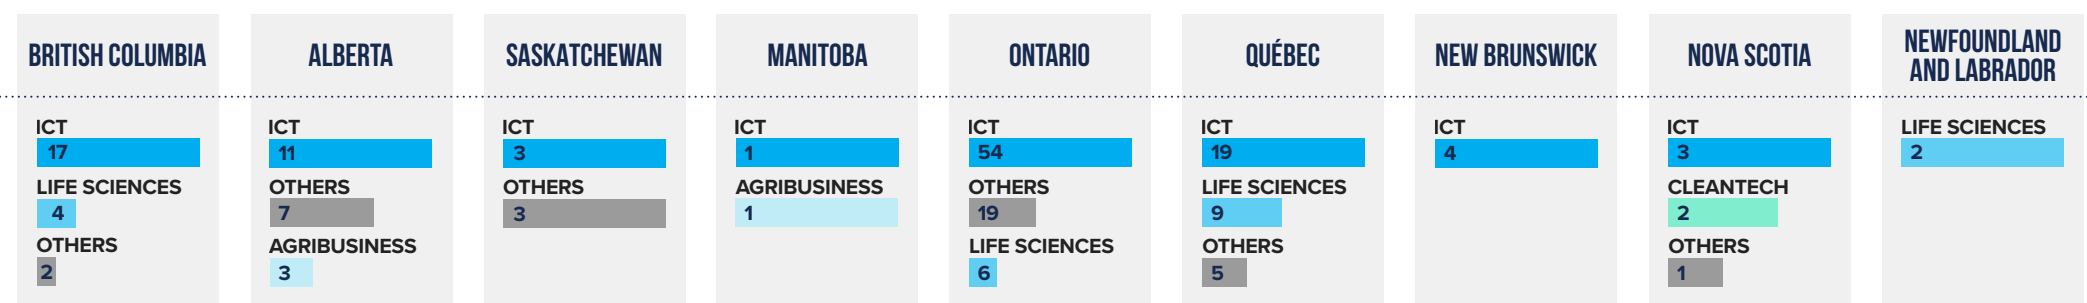 BRITISH COLUMBIA
ICT
17
LIFE SCIENCES
4
OTHERS
2
ALBERTA
ICT
11
OTHERS
7
AGRIBUSINESS
3
SASKATCHEWAN
ICT
3
OTHERS
3
MANITOBA
ICT
1
AGRIBUSINESS
1
ONTARIO
ICT
54
OTHERS
19
LIFE SCIENCES
6
QUÉBEC
ICT
19
LIFE SCIENCES
9
OTHERS
5
NEW BRUNSWICK
ICT
4
NOVA SCOTIA
ICT
3
CLEANTECH
2
OTHERS
1
NEWFOUNDLAND
AND LABRADOR
LIFE SCIENCES
2